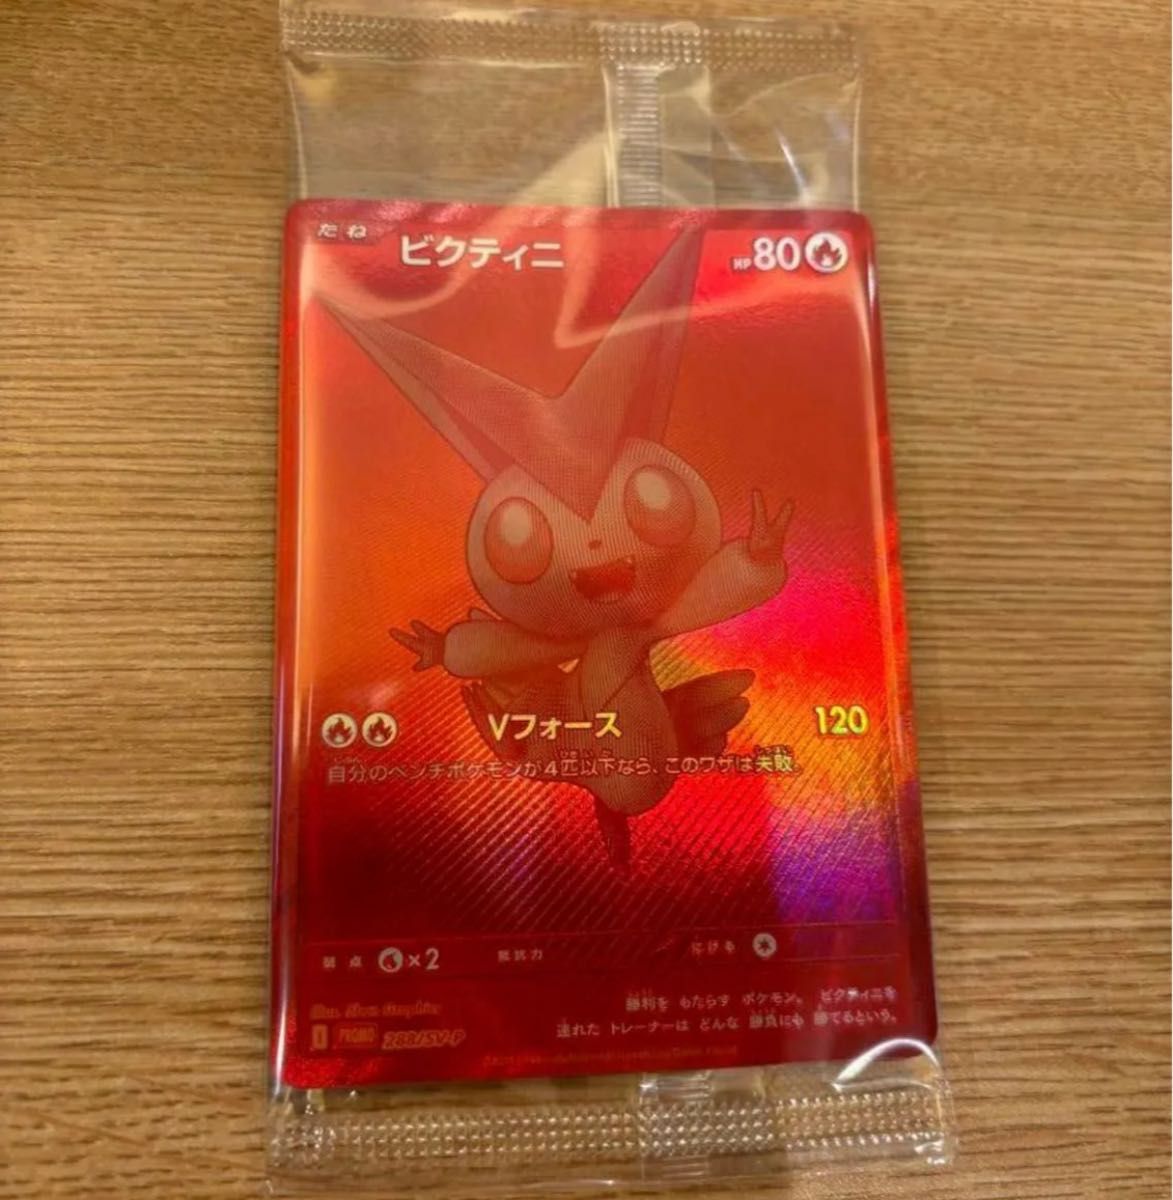 たね ビクティニ HP80
Vフォース 120
自分のベンチポケモンが4匹以下なら、このワザは失敗。
弱点 ×2 抵抗力 にげる
勝利を もたらす ポケモン。 ビクティニを
連れた トレーナーは どんな 勝負にも 勝てるという。
PROMO 288/SV-P